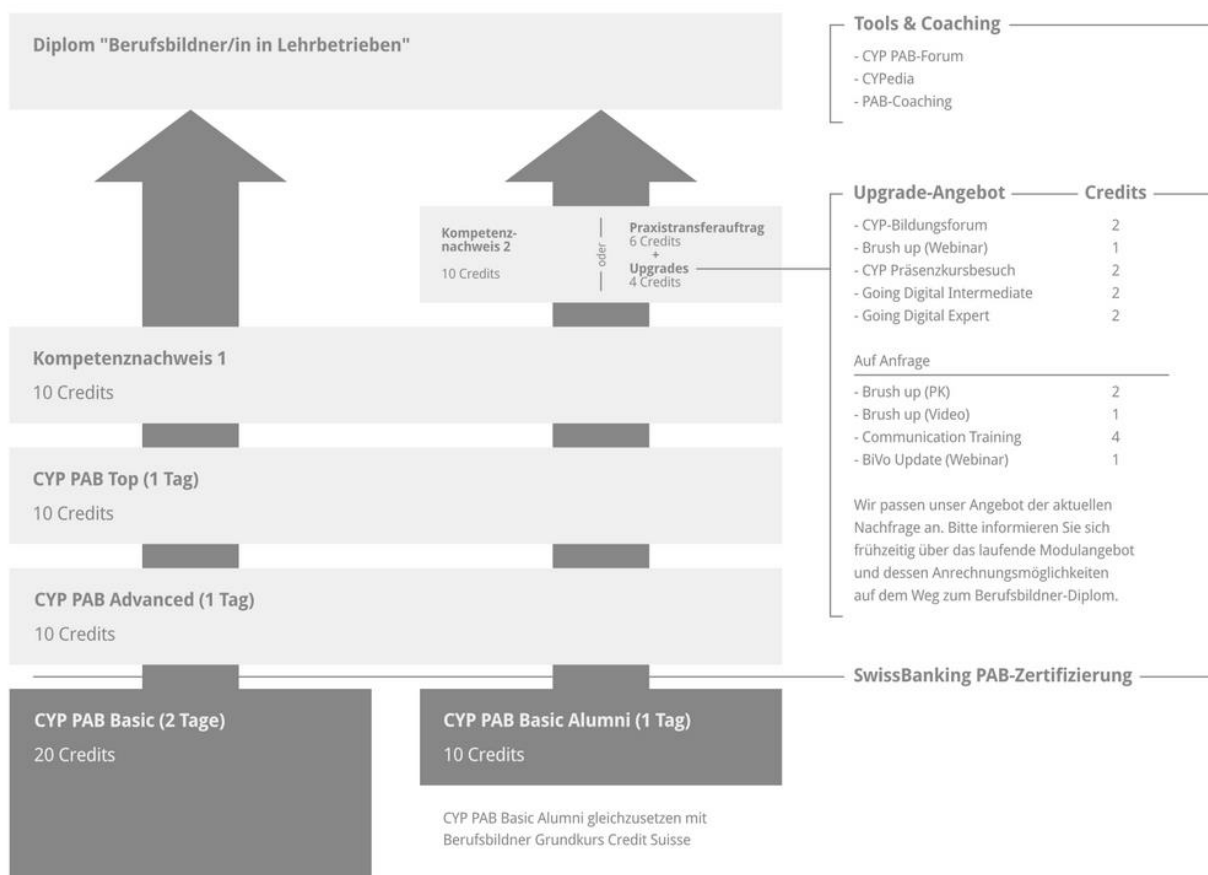 Diplom "Berufsbildner/in in Lehrbetrieben"
Kompetenz-
nachweis 2
10 Credits
oder
Praxistransferauftrag
6 Credits
+
Upgrades
4 Credits
Kompetenznachweis 1
10 Credits
CYP PAB Top (1 Tag)
10 Credits
CYP PAB Advanced (1 Tag)
10 Credits
CYP PAB Basic (2 Tage)
20 Credits
CYP PAB Basic Alumni (1 Tag)
10 Credits
CYP PAB Basic Alumni gleichzusetzen mit
Berufsbildner Grundkurs Credit Suisse
Tools & Coaching
- CYP PAB-Forum
- CYPedia
- PAB-Coaching
Upgrade-Angebot Credits
- CYP-Bildungsforum 2
- Brush up (Webinar) 1
- CYP Präsenzkursbesuch 2
- Going Digital Intermediate 2
- Going Digital Expert 2
Auf Anfrage
- Brush up (PK) 2
- Brush up (Video) 1
- Communication Training 4
- BiVo Update (Webinar) 1
Wir passen unser Angebot der aktuellen
Nachfrage an. Bitte informieren Sie sich
frühzeitig über das laufende Modulangebot
und dessen Anrechnungsmöglichkeiten
auf dem Weg zum Berufsbildner-Diplom.
SwissBanking PAB-Zertifizierung